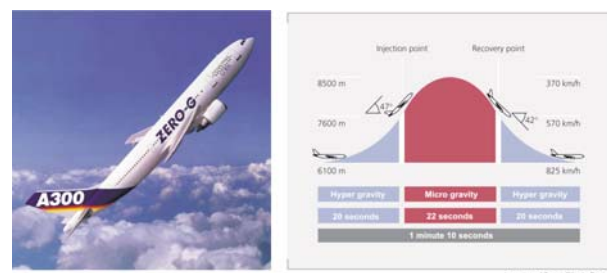 ZERO-G
A300
Injection point
Recovery point
8500 m
370 km/h
47°
7600 m
42°
570 km/h
6100 m
825 km/h
Hyper gravity
Micro gravity
Hyper gravity
20 seconds
22 seconds
20 seconds
1 minute 10 seconds